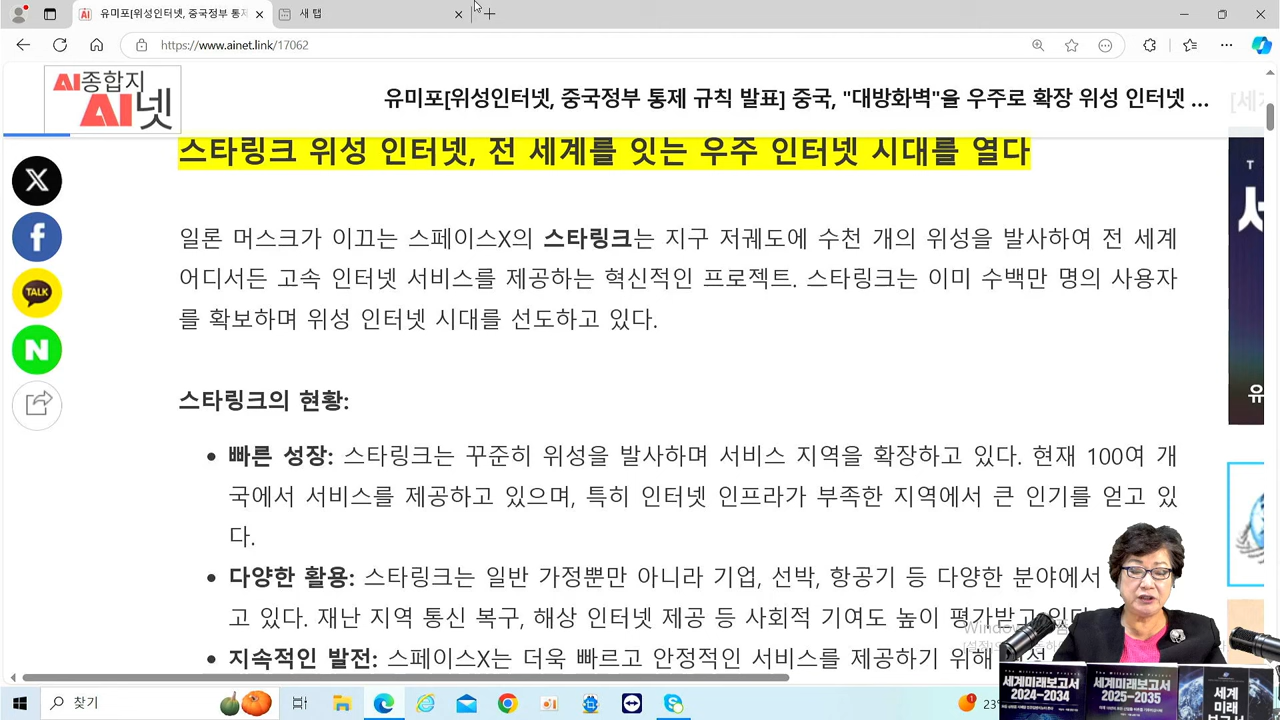 유미포[위성인터넷, 중국정부 통제
새 탭
https://www.ainet.link/17062
AI종합지
AI넷
유미포[위성인터넷, 중국정부 통제 규칙 발표] 중국, "대방화벽"을 우주로 확장 위성 인터넷 ...
스타링크 위성 인터넷, 전 세계를 잇는 우주 인터넷 시대를 열다
일론 머스크가 이끄는 스페이스X의 스타링크는 지구 저궤도에 수천 개의 위성을 발사하여 전 세계
어디서든 고속 인터넷 서비스를 제공하는 혁신적인 프로젝트. 스타링크는 이미 수백만 명의 사용자
를 확보하며 위성 인터넷 시대를 선도하고 있다.
스타링크의 현황:
• 빠른 성장: 스타링크는 꾸준히 위성을 발사하며 서비스 지역을 확장하고 있다. 현재 100여 개
국에서 서비스를 제공하고 있으며, 특히 인터넷 인프라가 부족한 지역에서 큰 인기를 얻고 있
다.
• 다양한 활용: 스타링크는 일반 가정뿐만 아니라 기업, 선박, 항공기 등 다양한 분야에서
고 있다. 재난 지역 통신 복구, 해상 인터넷 제공 등 사회적 기여도 높이 평가받고 있다
• 지속적인 발전: 스페이스X는 더욱 빠르고 안정적인 서비스를 제공하기 위해
TALK
N
유
찾기
23
The Millennium Project
세계미래보고서
2024-2034
The Millennium Project
세계미래보고서
2025-2035
세계
미래